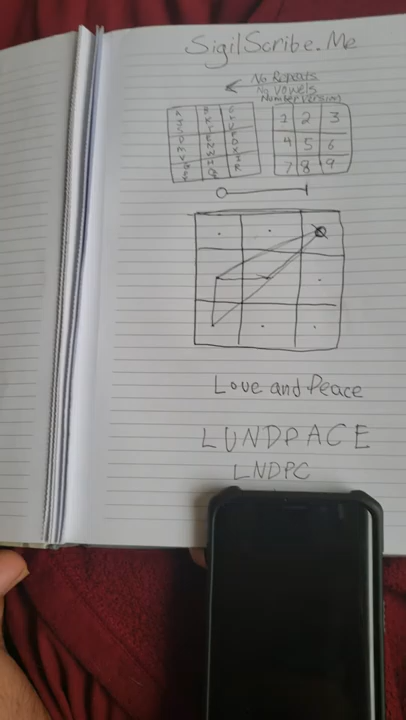 SigilScribe.Me
No Repeats
No Vowels
Number Version
1 2 3
4 5 6
7 8 9
Love and Peace
LUNDPACE
LNDPC